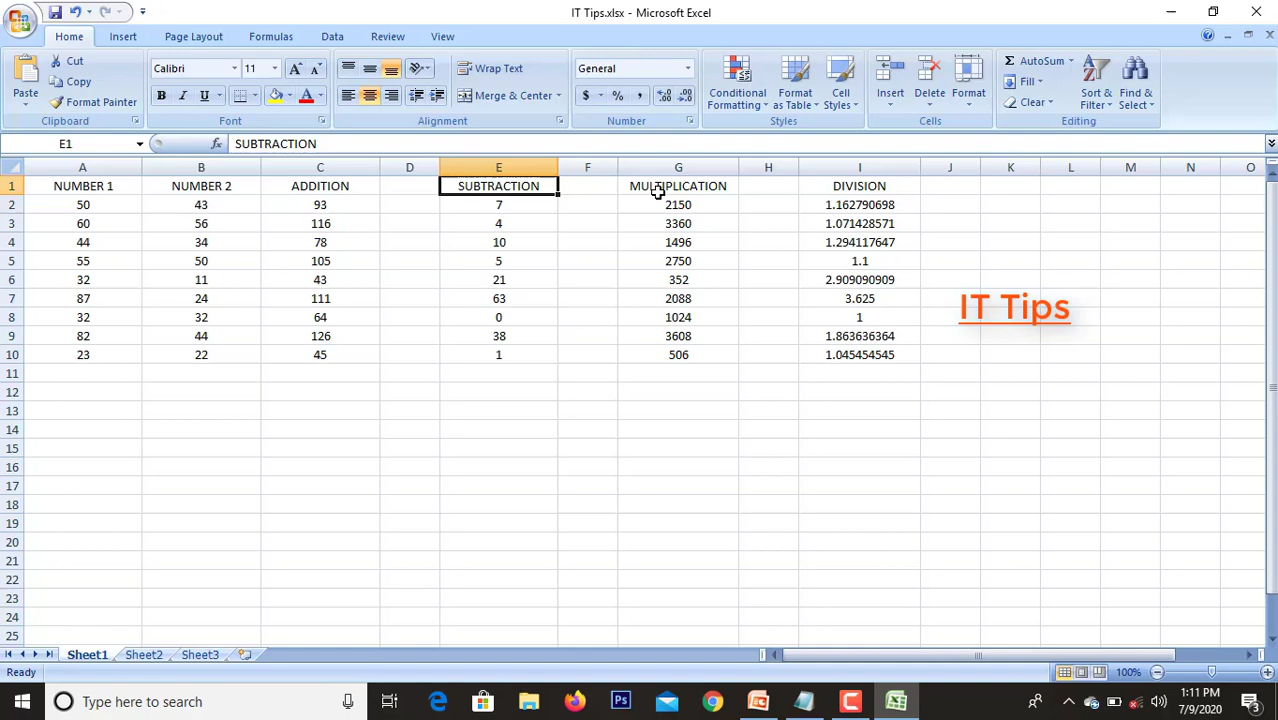 IT Tips.xlsx - Microsoft Excel
Home Insert Page Layout Formulas Data Review View
Paste Cut Copy Format Painter
Calibri 11
B I U A
Wrap Text
Merge & Center
General
$ % ,
Conditional Formatting
Format as Table
Cell Styles
Insert Delete Format
Σ AutoSum
Fill
Clear
Sort & Filter
Find & Select
Clipboard Font Alignment Number Styles Cells Editing
E1 fx SUBTRACTION
A B C D E F G H I J K L M N O
1 NUMBER 1 NUMBER 2 ADDITION SUBTRACTION MULTIPLICATION DIVISION
2 50 43 93 7 2150 1.162790698
3 60 56 116 4 3360 1.071428571
4 44 34 78 10 1496 1.294117647
5 55 50 105 5 2750 1.1
6 32 11 43 21 352 2.909090909
7 87 24 111 63 2088 3.625
8 32 32 64 0 1024 1
9 82 44 126 38 3608 1.863636364
10 23 22 45 1 506 1.045454545
IT Tips
11
12
13
14
15
16
17
18
19
20
21
22
23
24
25
Sheet1 Sheet2 Sheet3
Ready 100%
Type here to search
1:11 PM
7/9/2020